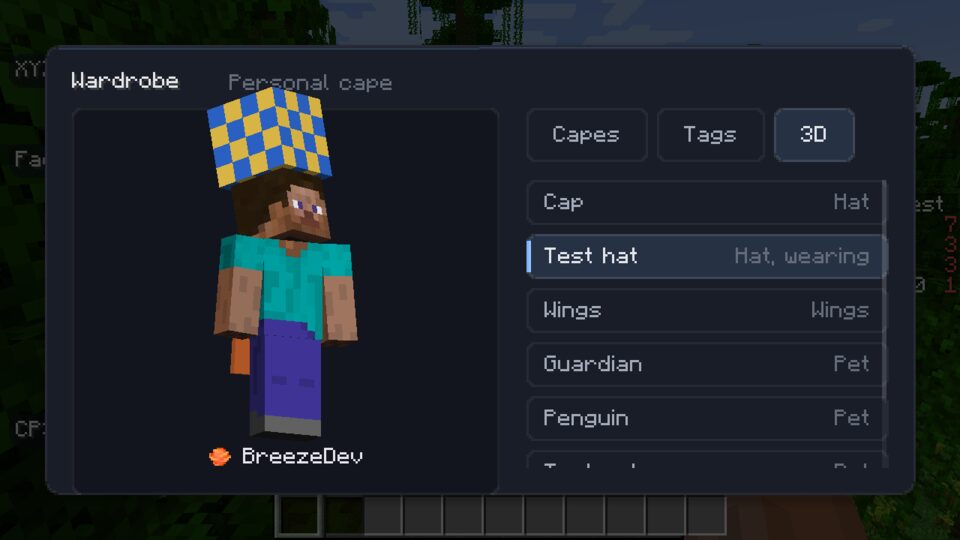 Wardrobe
Personal cape
Capes
Tags
3D
Cap
Hat
Test hat
Hat, wearing
Wings
Wings
Guardian
Pet
Penguin
Pet
BreezeDev